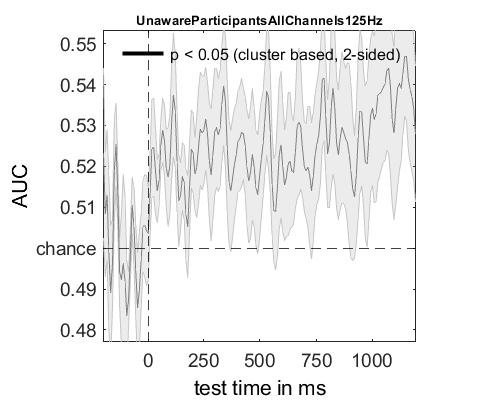 UnawareParticipantsAllChannels125Hz
0.55
p < 0.05 (cluster based, 2-sided)
0.54
0.53
0.52
AUC
0.51
chance
0.49
0.48
0 250 500 750 1000
test time in ms